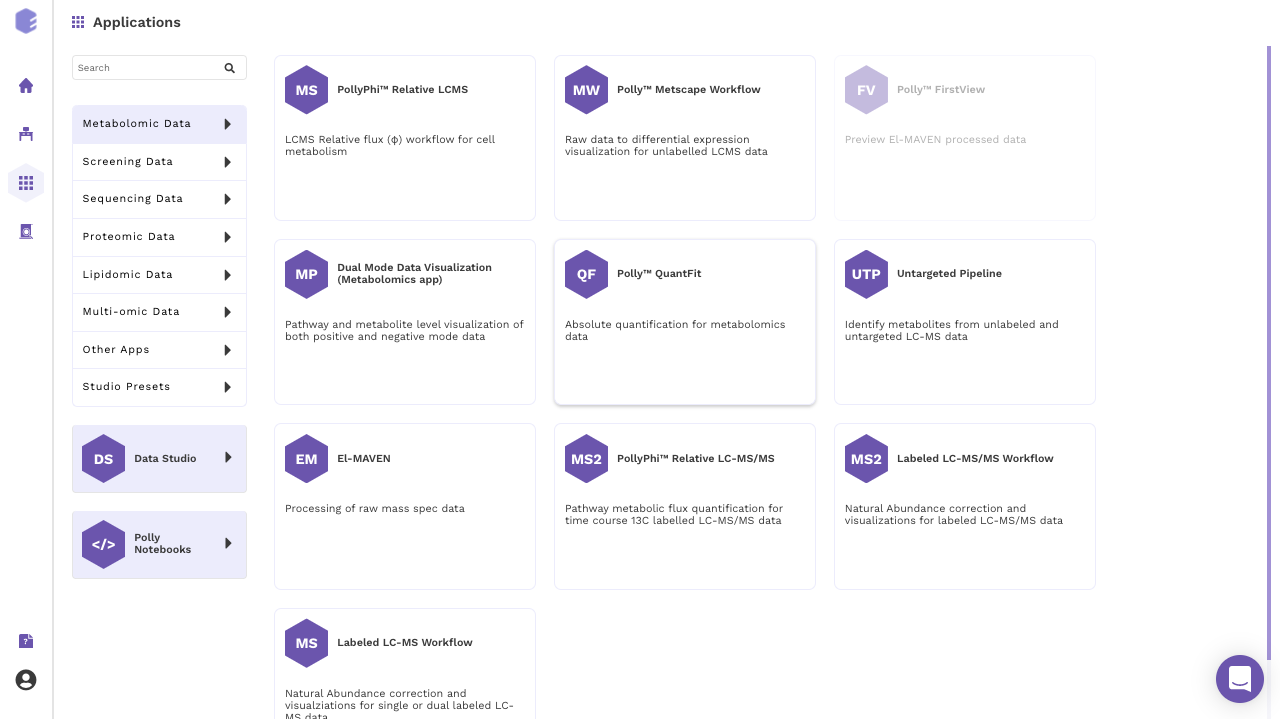 Applications
Search
Metabolomic Data
Screening Data
Sequencing Data
Proteomic Data
Lipidomic Data
Multi-omic Data
Other Apps
Studio Presets
DS
Data Studio
</>
Polly
Notebooks
?
MS
PollyPhi™ Relative LCMS
LCMS Relative flux (ϕ) workflow for cell
metabolism
MW
Polly™ Metscape Workflow
Raw data to differential expression
visualization for unlabelled LCMS data
FV
Polly™ FirstView
Preview El-MAVEN processed data
MP
Dual Mode Data Visualization
(Metabolomics app)
Pathway and metabolite level visualization of
both positive and negative mode data
QF
Polly™ QuantFit
Absolute quantification for metabolomics
data
UTP
Untargeted Pipeline
Identify metabolites from unlabeled and
untargeted LC-MS data
EM
El-MAVEN
Processing of raw mass spec data
MS2
PollyPhi™ Relative LC-MS/MS
Pathway metabolic flux quantification for
time course 13C labelled LC-MS/MS data
MS2
Labeled LC-MS/MS Workflow
Natural Abundance correction and
visualizations for labeled LC-MS/MS data
MS
Labeled LC-MS Workflow
Natural Abundance correction and
visualziations for single or dual labeled LC-
MS data